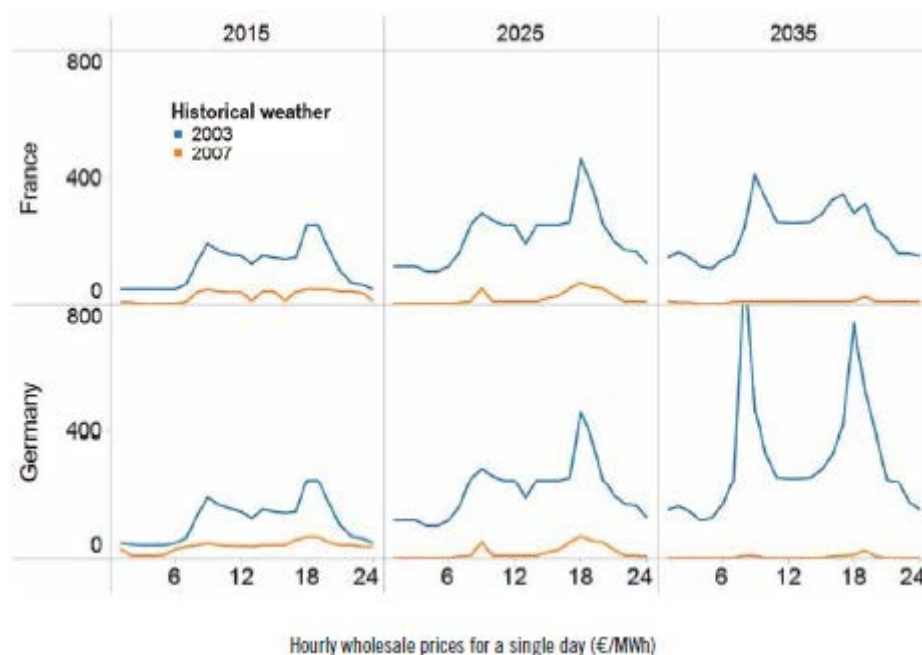 2015 2025 2035
800
Historical weather
2003
2007
400
France
0
800
400
Germany
0
6 12 18 24 6 12 18 24 6 12 18 24
Hourly wholesale prices for a single day (€/MWh)